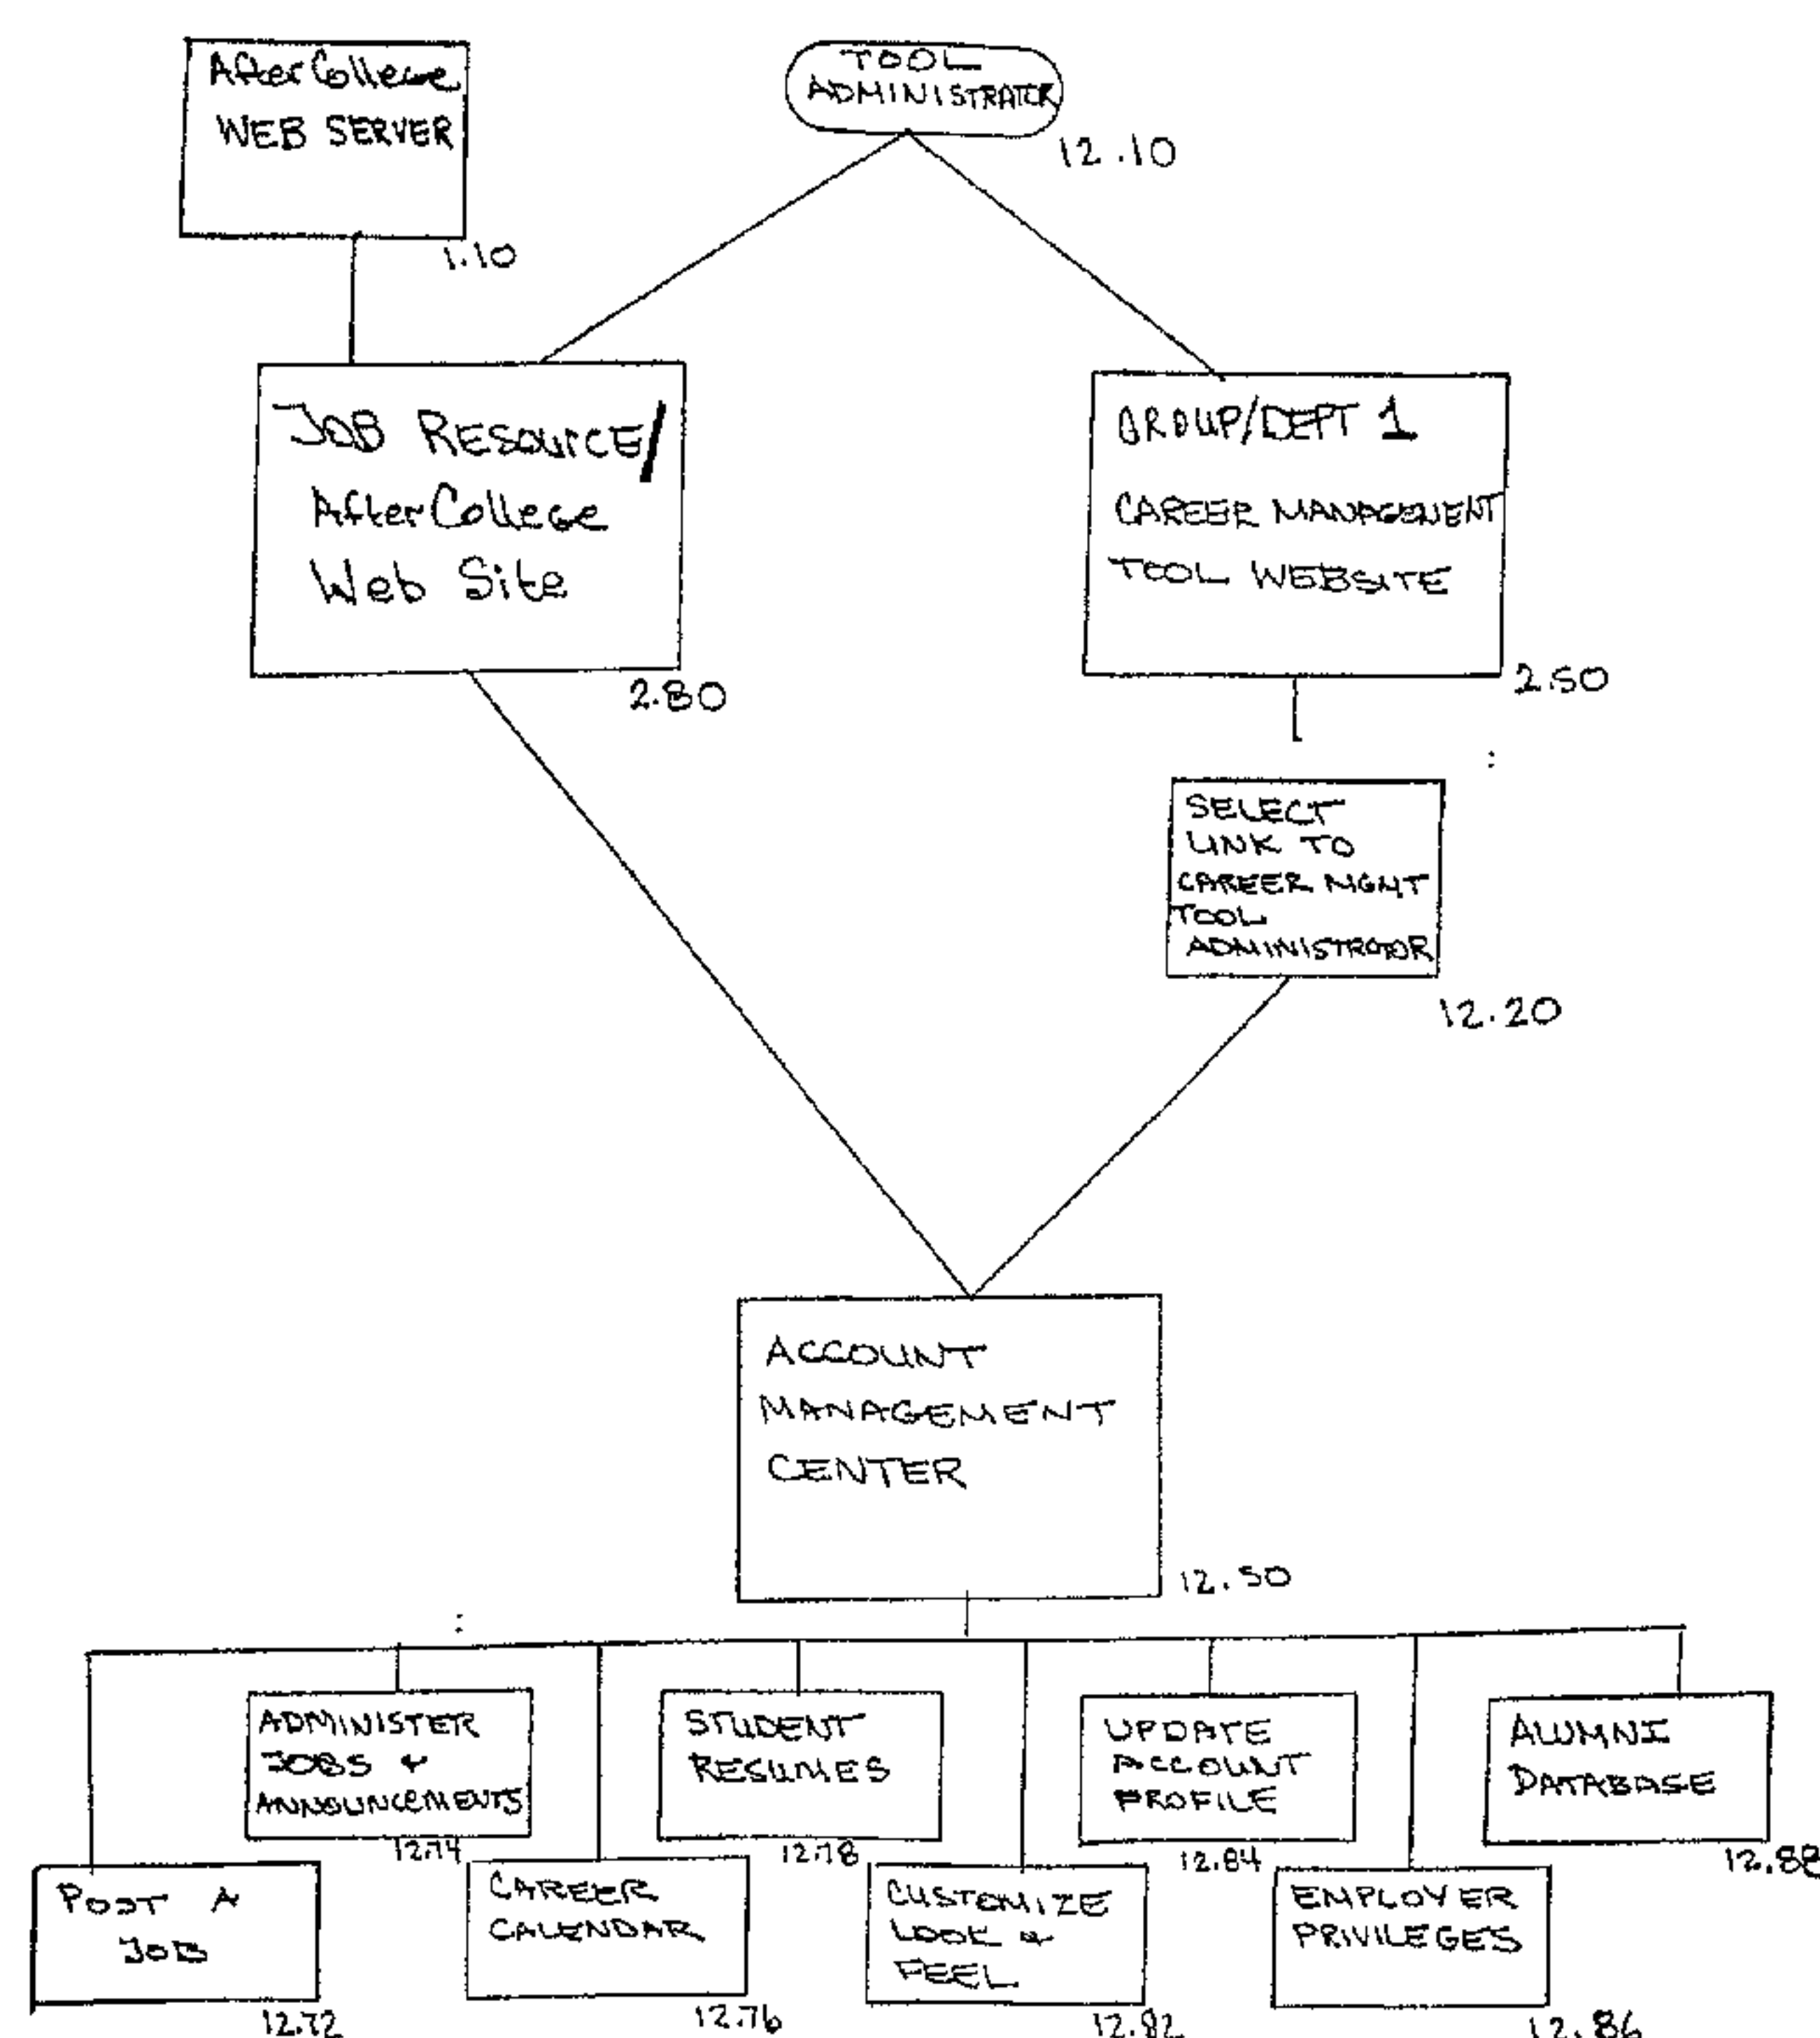 AfterCollege
WEB SERVER
1.10
TOOL
ADMINISTRATOR
12.10
JOB RESOURCE/
AfterCollege
Web Site
2.80
GROUP/DEPT 1
CAREER MANAGEMENT
TOOL WEBSITE
2.50
SELECT
LINK TO
CAREER MGMT
TOOL
ADMINISTRATOR
12.20
ACCOUNT
MANAGEMENT
CENTER
12.50
ADMINISTER
JOBS &
ANNOUNCEMENTS
12.74
STUDENT
RESUMES
12.78
UPDATE
ACCOUNT
PROFILE
12.84
ALUMNI
DATABASE
12.88
POST A
JOB
12.72
CAREER
CALENDAR
12.76
CUSTOMIZE
LOOK &
FEEL
12.82
EMPLOYER
PRIVILEGES
12.86